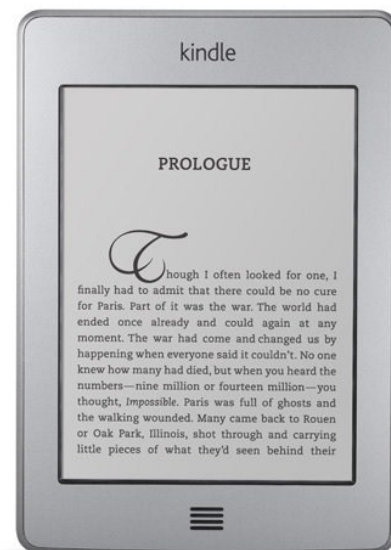 kindle
PROLOGUE
Though I often looked for one, I
finally had to admit that there could be no cure
for Paris. Part of it was the war. The world had
ended once already and could again at any
moment. The war had come and changed us by
happening when everyone said it couldn't. No one
knew how many had died, but when you heard the
numbers—nine million or fourteen million—you
thought, Impossible. Paris was full of ghosts and
the walking wounded. Many came back to Rouen
or Oak Park, Illinois, shot through and carrying
little pieces of what they'd seen behind their